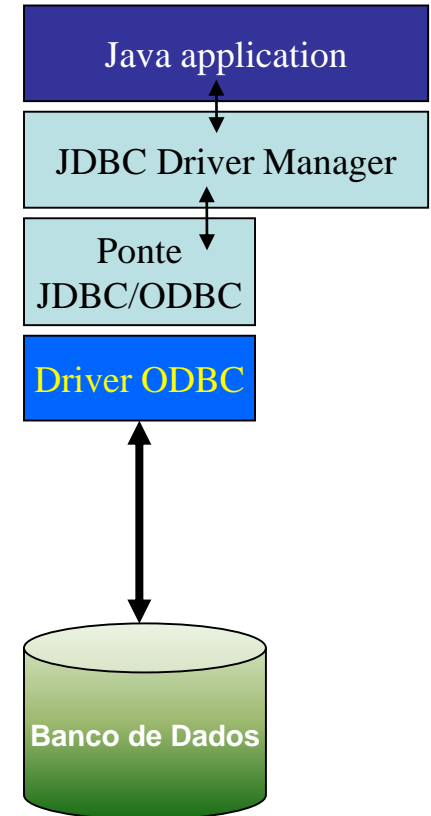 Java application
JDBC Driver Manager
Ponte
JDBC/ODBC
Driver ODBC
Banco de Dados